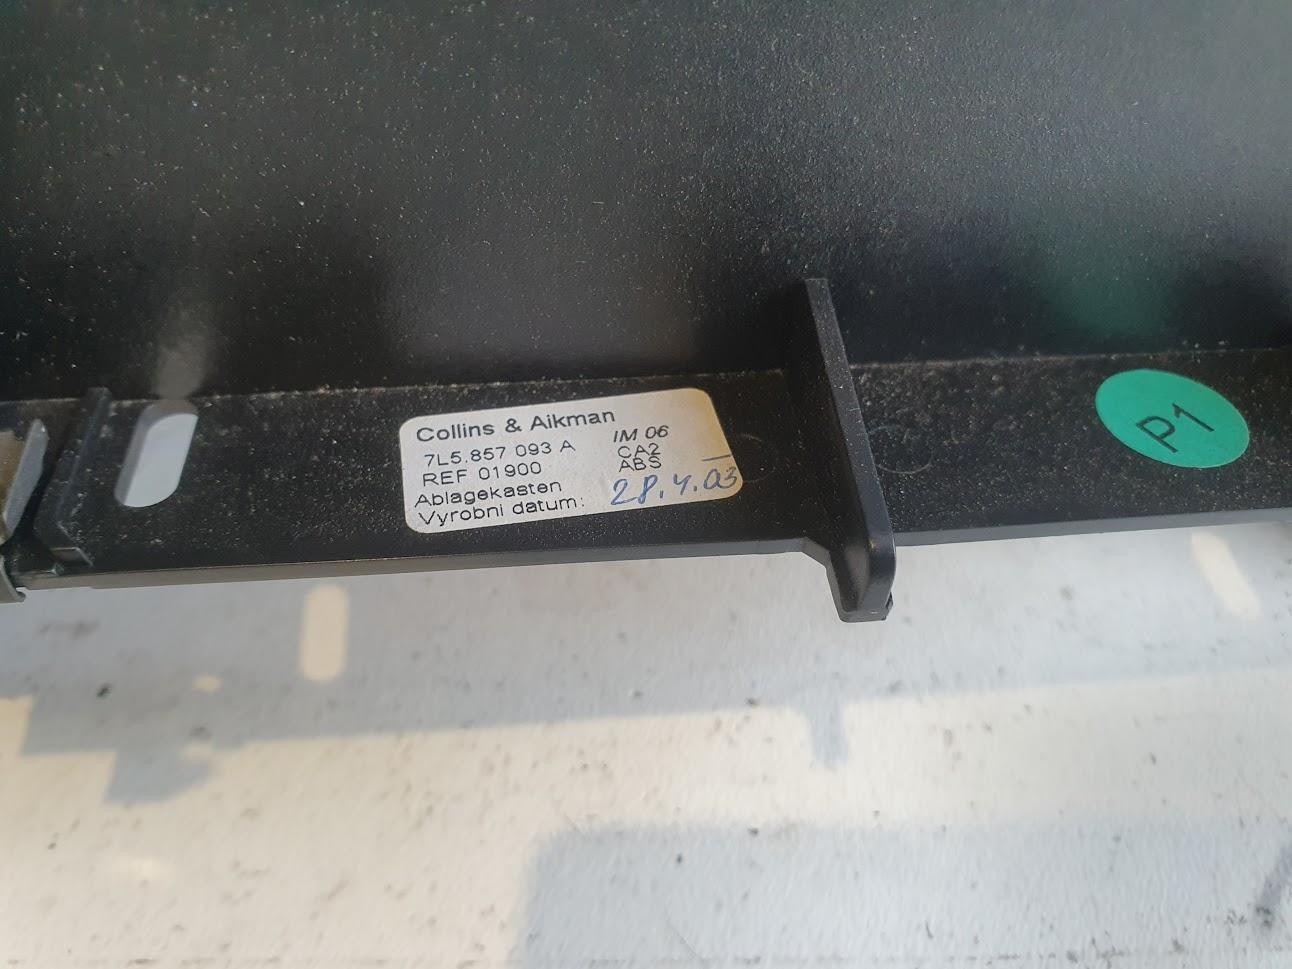 Collins & Aikman
7L5.857 093 A IM 06
REF 01900 CA2
Ablagekasten ABS
Vyrobni datum: 28.4.03
P1